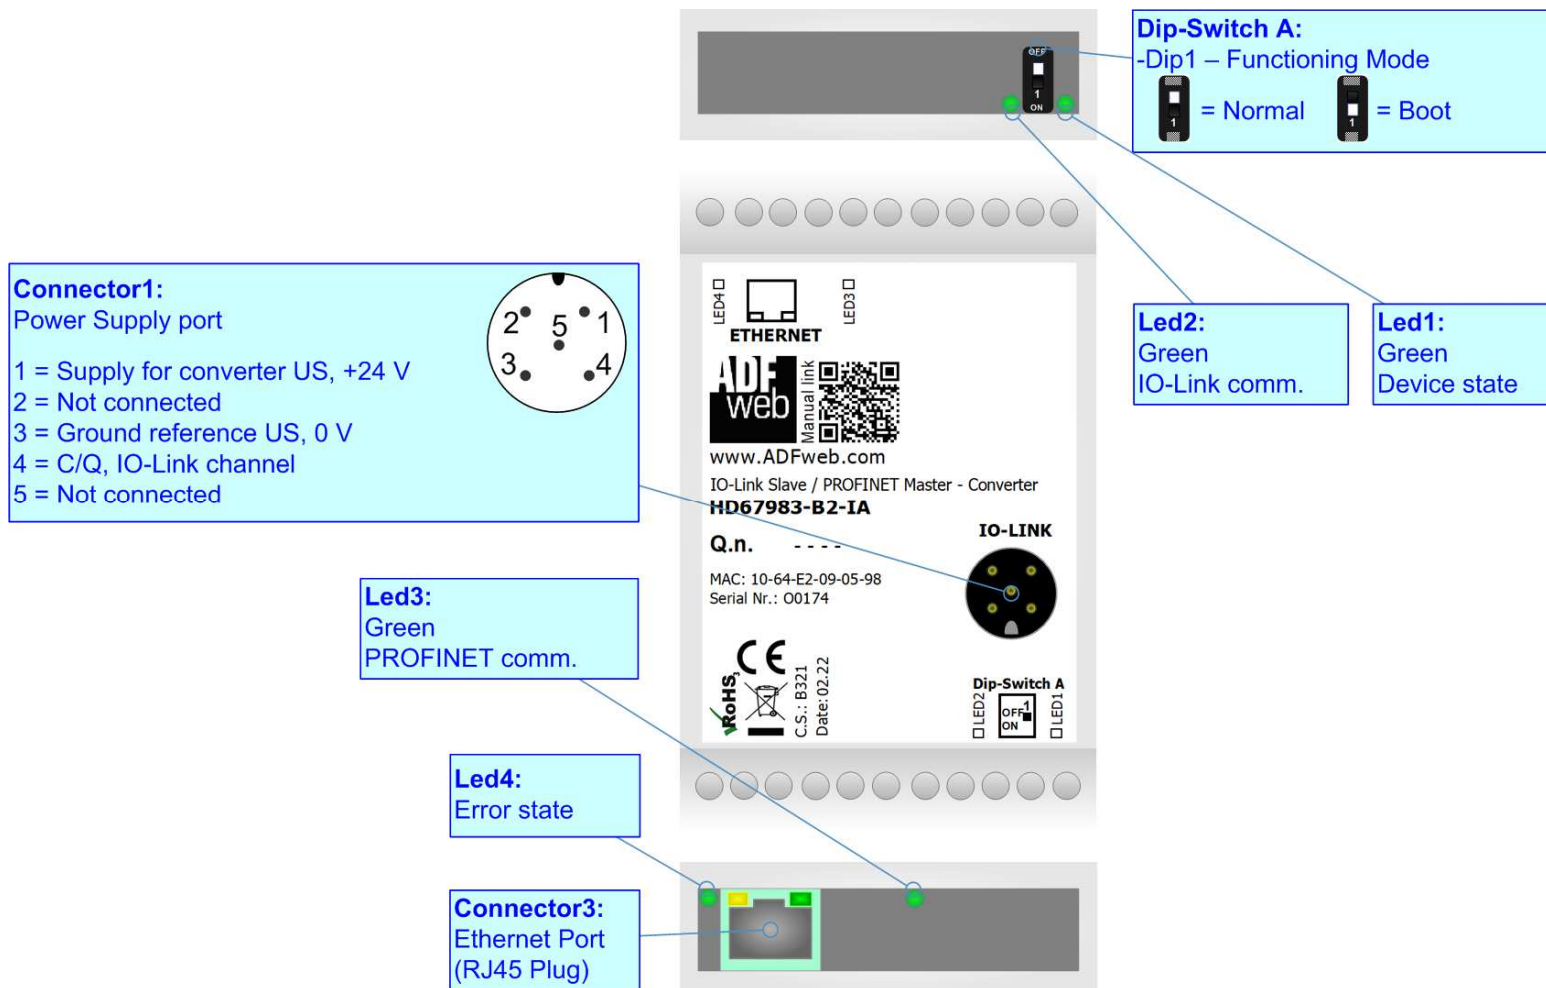 OFF
1
ON
Dip-Switch A:
-Dip1 – Functioning Mode
1
= Normal
1
= Boot
Connector1:
Power Supply port
1 = Supply for converter US, +24 V
2 = Not connected
3 = Ground reference US, 0 V
4 = C/Q, IO-Link channel
5 = Not connected
2
5
1
3
4
Led2:
Green
IO-Link comm.
Led1:
Green
Device state
LED4
LED3
ETHERNET
ADF
web
Manual link
www.ADFweb.com
IO-Link Slave / PROFINET Master - Converter
HD67983-B2-IA
Q.n. - - - -
MAC: 10-64-E2-09-05-98
Serial Nr.: O0174
IO-LINK
RoHS3
CE
C.S.: B321
Date: 02.22
Dip-Switch A
LED2
OFF 1
ON
LED1
Led3:
Green
PROFINET comm.
Led4:
Error state
Connector3:
Ethernet Port
(RJ45 Plug)